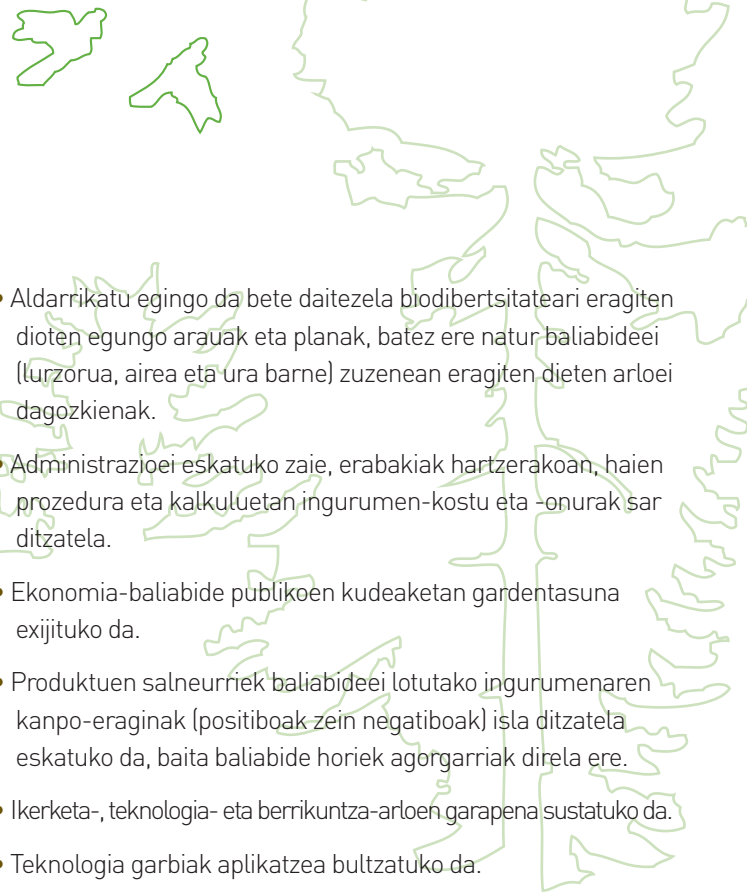 • Aldarrikatu egingo da bete daitezela biodibertsitateari eragiten
dioten egungo arauak eta planak, batez ere natur baliabideei
(lurzorua, airea eta ura barne) zuzenean eragiten dieten arloei
dagozkienak.
• Administrazioei eskatuko zaie, erabakiak hartzerakoan, haien
prozedura eta kalkuluetan ingurumen-kostu eta -onurak sar
ditzatela.
• Ekonomia-baliabide publikoen kudeaketan gardentasuna
exijituko da.
• Produktuen salneurriek baliabideei lotutako ingurumenaren
kanpo-eraginak (positiboak zein negatiboak) isla ditzatela
eskatuko da, baita baliabide horiek agorgarriak direla ere.
• Ikerketa-, teknologia- eta berrikuntza-arloen garapena sustatuko da.
• Teknologia garbiak aplikatzea bultzatuko da.